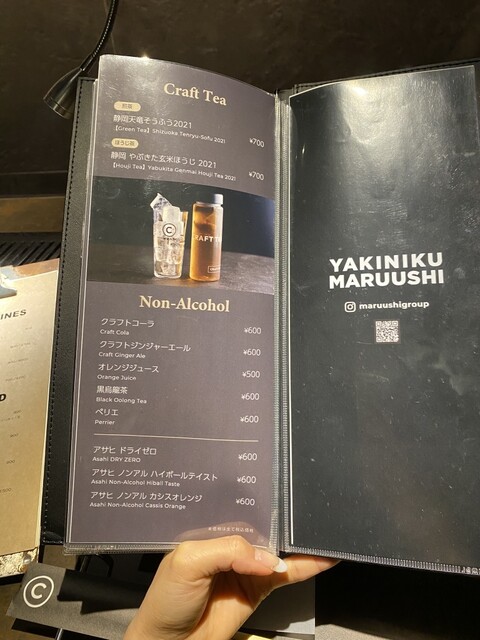 Craft Tea
煎茶
静岡天竜そうふう2021
【Green Tea】Shizuoka Tenryu-Sofu 2021
¥700
ほうじ茶
静岡 やぶきた玄米ほうじ 2021
【Houji Tea】Yabukita Genmai Houji Tea 2021
¥700
C
RAFT TE
Non-Alcohol
クラフトコーラ
Craft Cola
¥600
クラフトジンジャーエール
Craft Ginger Ale
¥600
オレンジジュース
Orange Juice
¥500
黒烏龍茶
Black Oolong Tea
¥600
ペリエ
Perrier
¥600
アサヒ ドライゼロ
Asahi DRY ZERO
¥600
アサヒ ノンアル ハイボールテイスト
Asahi Non-Alcohol Hiball Taste
¥600
アサヒ ノンアル カシスオレンジ
Asahi Non-Alcohol Cassis Orange
¥600
YAKINIKU
MARUUSHI
maruushigroup
INES
D
C